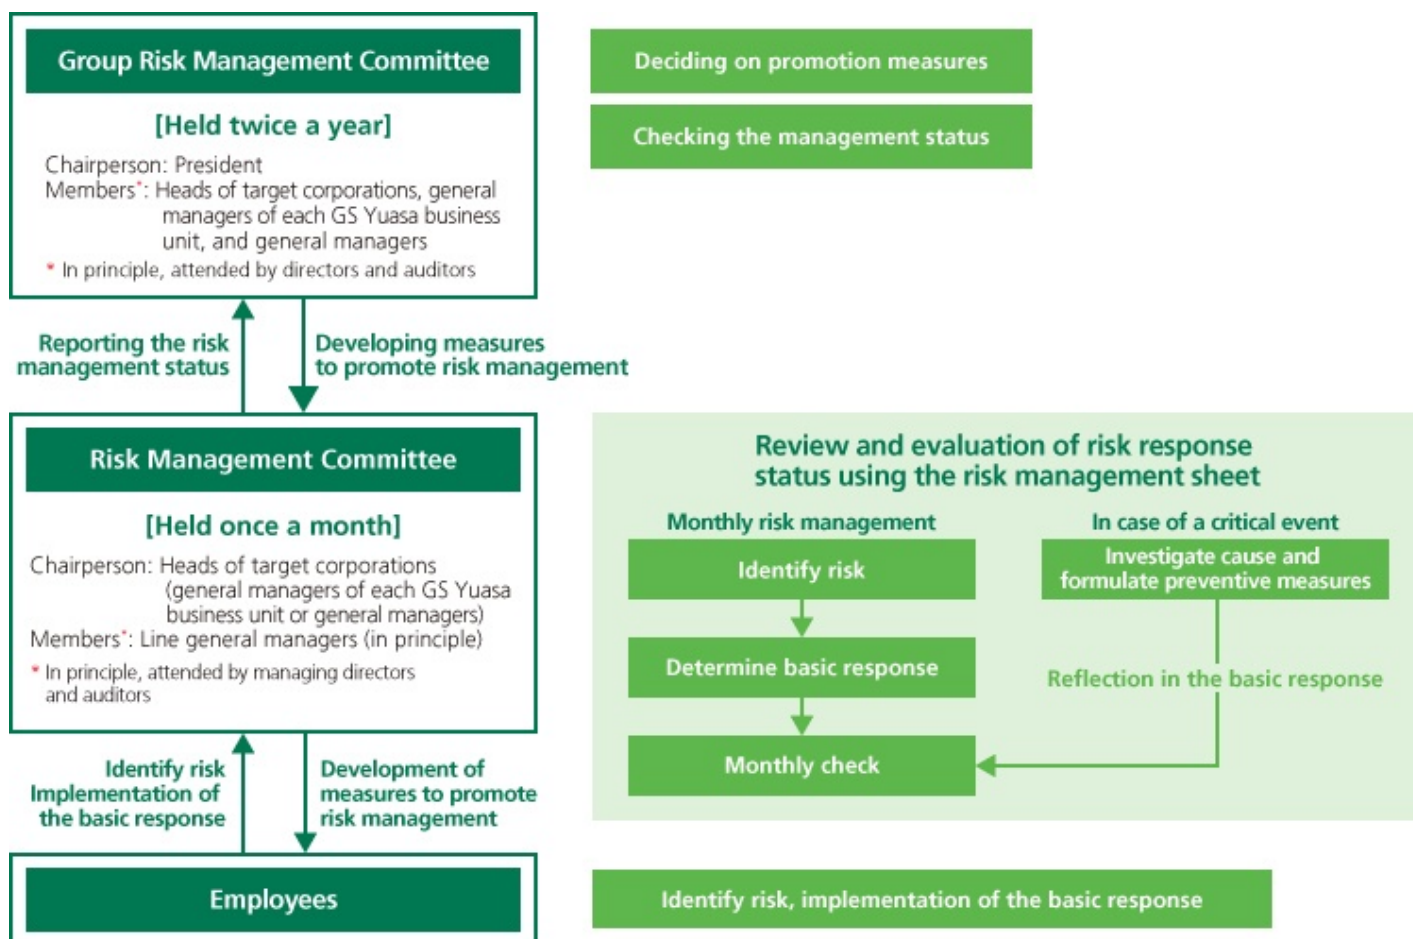 Group Risk Management Committee
[Held twice a year]
Chairperson: President
Members*: Heads of target corporations, general
managers of each GS Yuasa business
unit, and general managers
* In principle, attended by directors and auditors
Deciding on promotion measures
Checking the management status
Reporting the risk
management status
Developing measures
to promote risk management
Risk Management Committee
[Held once a month]
Chairperson: Heads of target corporations
(general managers of each GS Yuasa
business unit or general managers)
Members*: Line general managers (in principle)
* In principle, attended by managing directors
and auditors
Review and evaluation of risk response
status using the risk management sheet
Monthly risk management
Identify risk
Determine basic response
Monthly check
In case of a critical event
Investigate cause and
formulate preventive measures
Reflection in the basic response
Identify risk
Implementation of
the basic response
Development of
measures to promote
risk management
Employees
Identify risk, implementation of the basic response